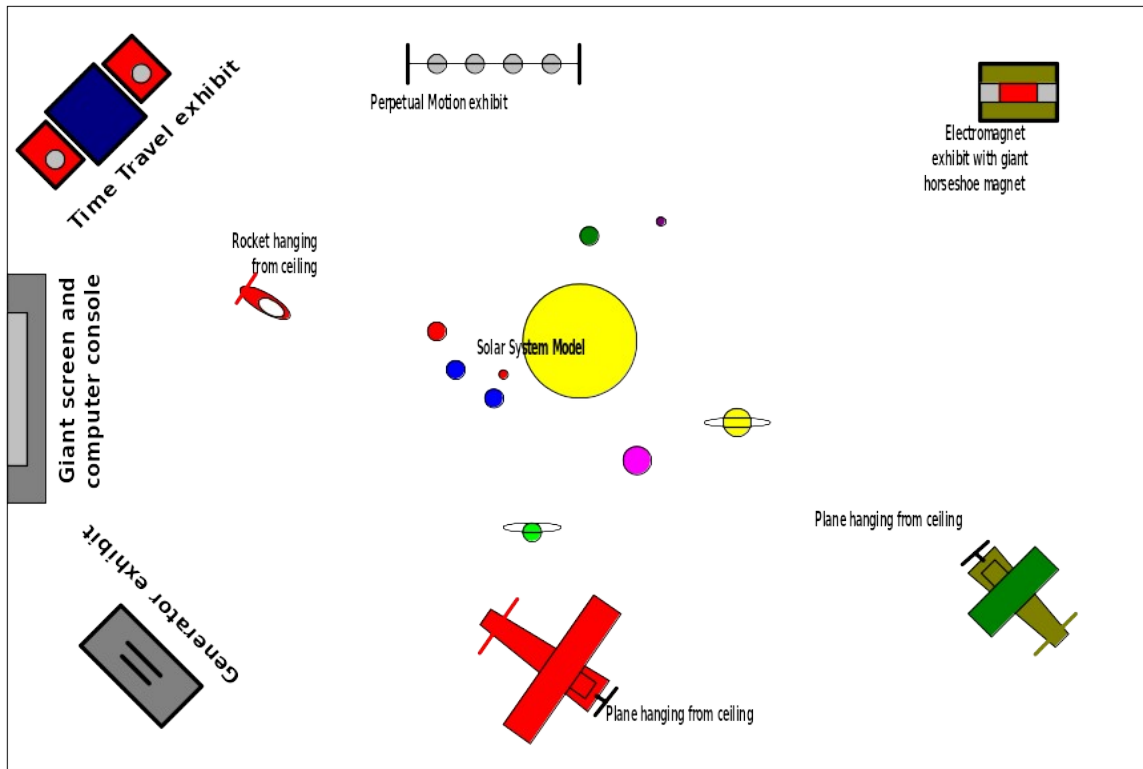 Time Travel exhibit
Perpetual Motion exhibit
Electromagnet
exhibit with giant
horseshoe magnet
Rocket hanging
from ceiling
Giant screen and
computer console
Solar System Model
Plane hanging from ceiling
Generator exhibit
Plane hanging from ceiling